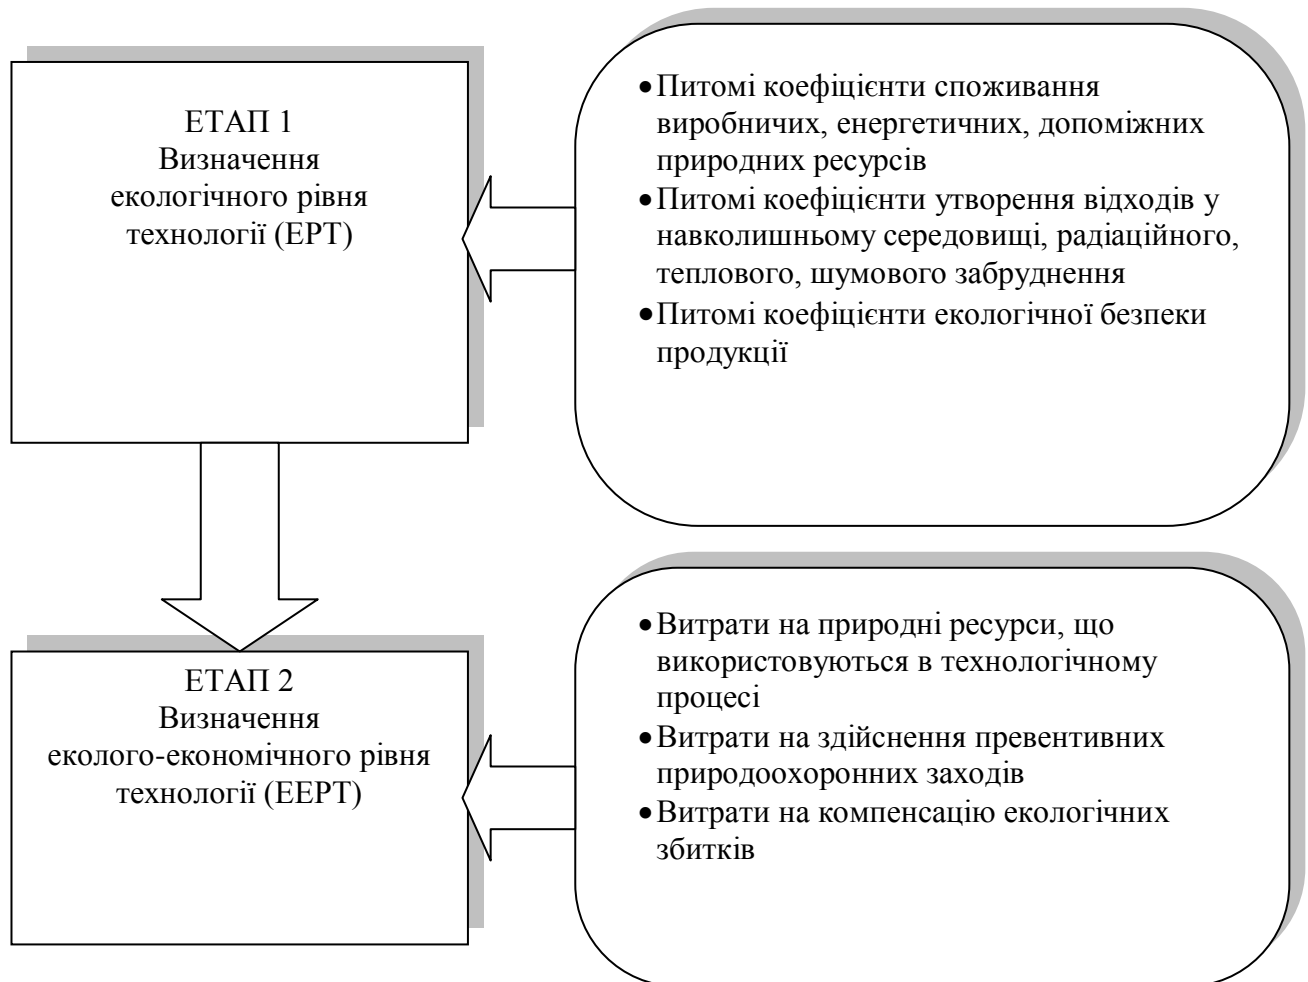 ЕТАП 1
Визначення
екологічного рівня
технології (ЕРТ)
•Питомі коефіцієнти споживання
виробничих, енергетичних, допоміжних
природних ресурсів
•Питомі коефіцієнти утворення відходів у
навколишньому середовищі, радіаційного,
теплового, шумового забруднення
•Питомі коефіцієнти екологічної безпеки
продукції
ЕТАП 2
Визначення
еколого-економічного рівня
технології (ЕЕРТ)
•Витрати на природні ресурси, що
використовуються в технологічному
процесі
•Витрати на здійснення превентивних
природоохоронних заходів
•Витрати на компенсацію екологічних
збитків